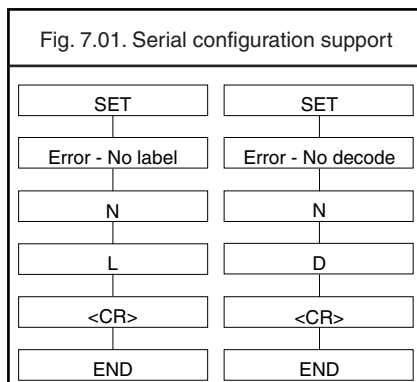 Fig. 7.01. Serial configuration support
SET
Error - No label
N
L
<CR>
END
SET
Error - No decode
N
D
<CR>
END